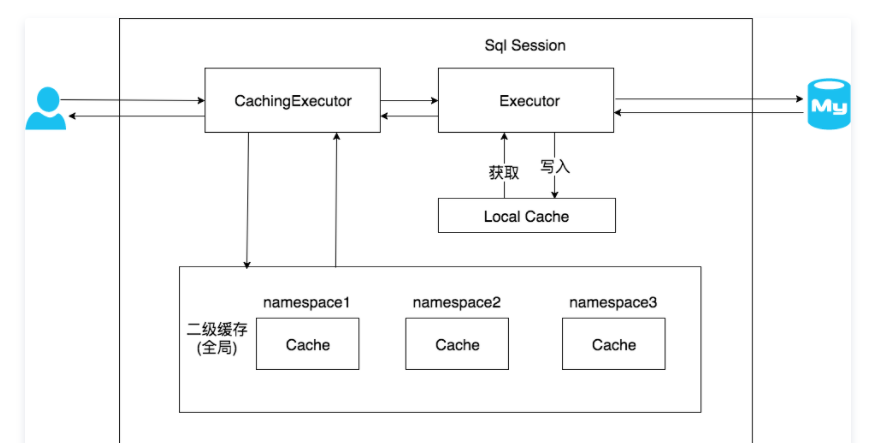 Sql Session
CachingExecutor
Executor
My
获取
写入
Local Cache
namespace1
namespace2
namespace3
二级缓存
(全局)
Cache
Cache
Cache